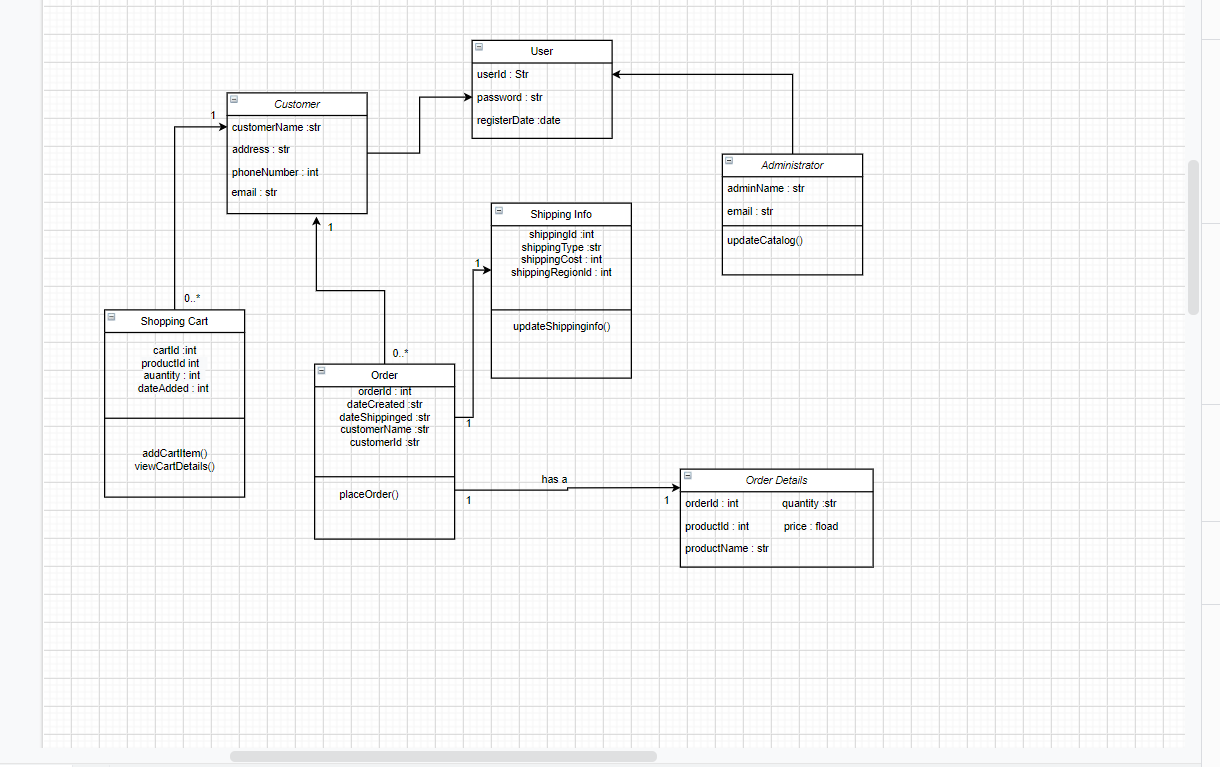 User
userId : Str
password : str
registerDate :date
Customer
1
customerName :str
address : str
phoneNumber : int
email : str
1
Administrator
adminName : str
email : str
updateCatalog()
Shipping Info
shippingId :int
shippingType :str
shippingCost : int
shippingRegionId : int
1
updateShippinginfo()
0..*
Shopping Cart
cartId :int
productId int
auantity : int
dateAdded : int
addCartItem()
viewCartDetails()
0..*
Order
orderId : int
dateCreated :str
dateShippinged :str
customerName :str
customerId :str
1
placeOrder()
has a
1
1
Order Details
orderId : int quantity :str
productId : int price : fload
productName : str